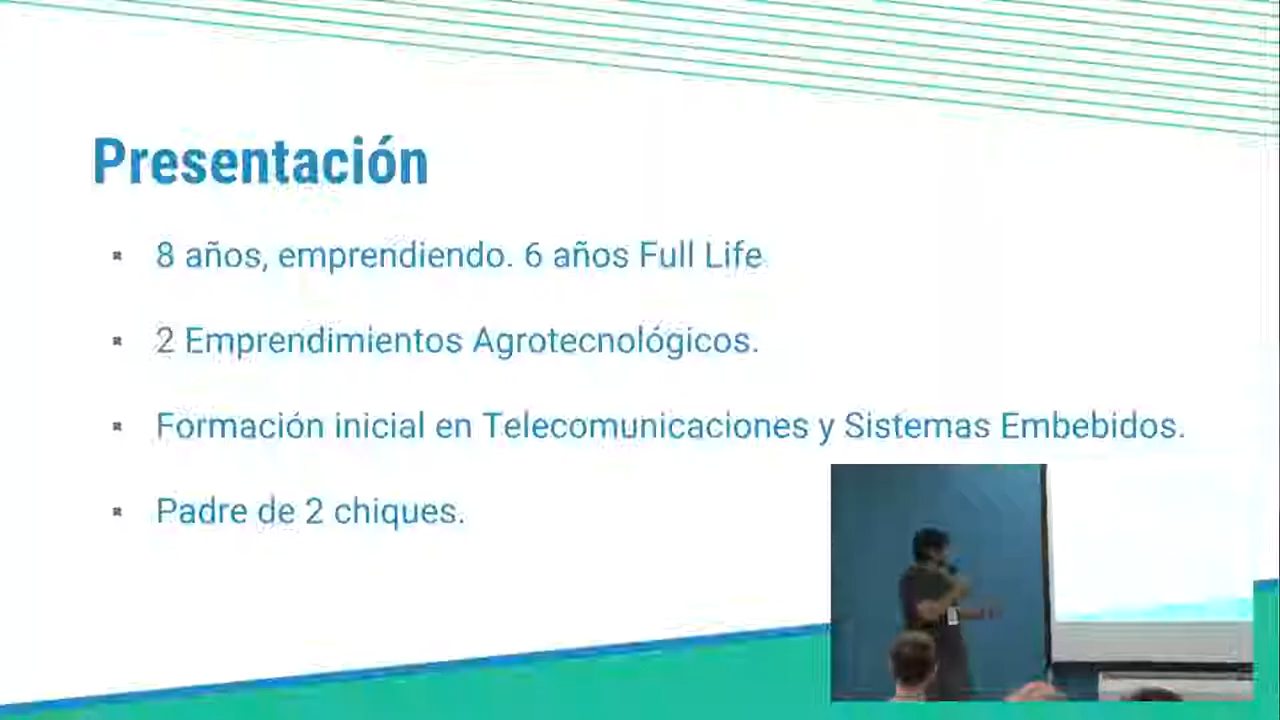 Presentación
8 años, emprendiendo. 6 años Full Life
2 Emprendimientos Agrotecnológicos.
Formación inicial en Telecomunicaciones y Sistemas Embebidos.
Padre de 2 chiques.